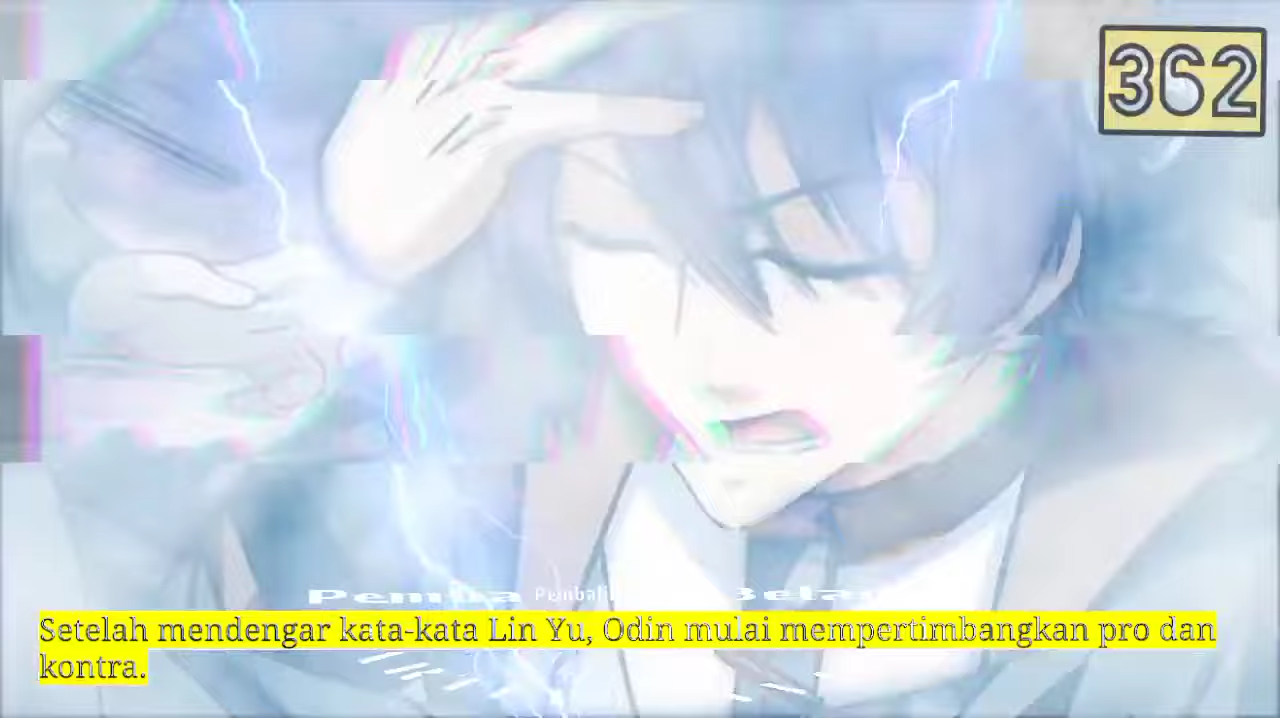 362
Setelah mendengar kata-kata Lin Yu, Odin mulai mempertimbangkan pro dan
kontra.